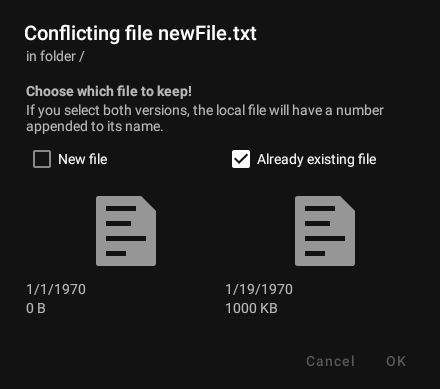 Conflicting file newFile.txt
in folder /
Choose which file to keep!
If you select both versions, the local file will have a number
appended to its name.
New file
Already existing file
1/1/1970
1/19/1970
0 B
1000 KB
Cancel
OK